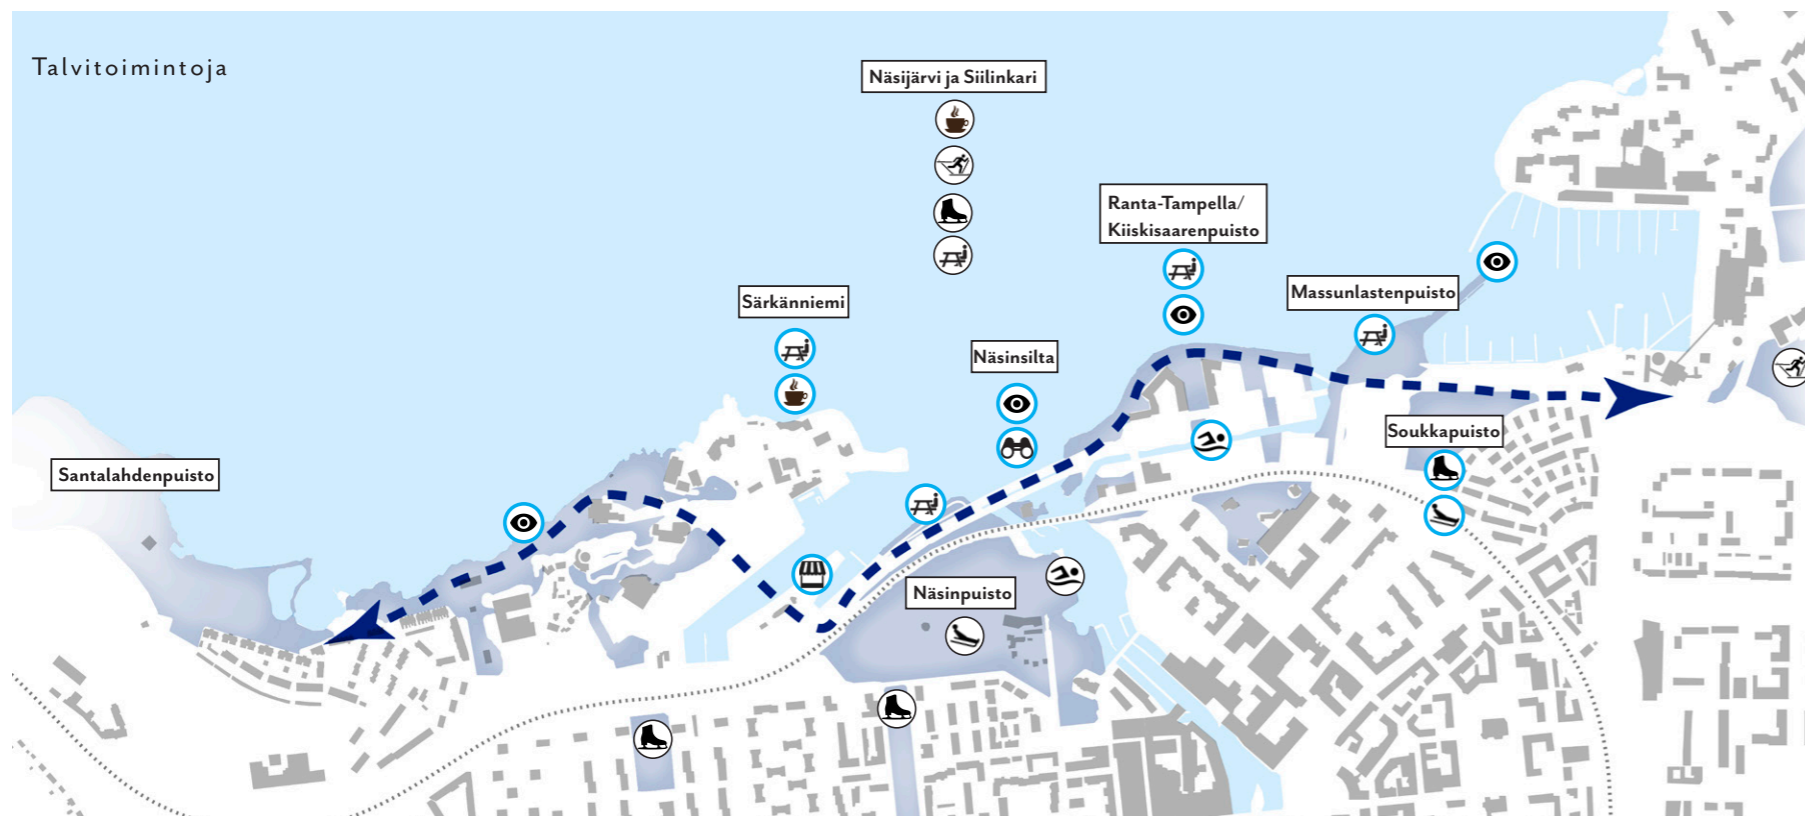 Talvitoimintoja
Näsijärvi ja Siilinkari
Ranta-Tampella/
Kiiskisaarenpuisto
Massunlastenpuisto
Särkänniemi
Näsinsilta
Soukkapuisto
Santalahdenpuisto
Näsinpuisto